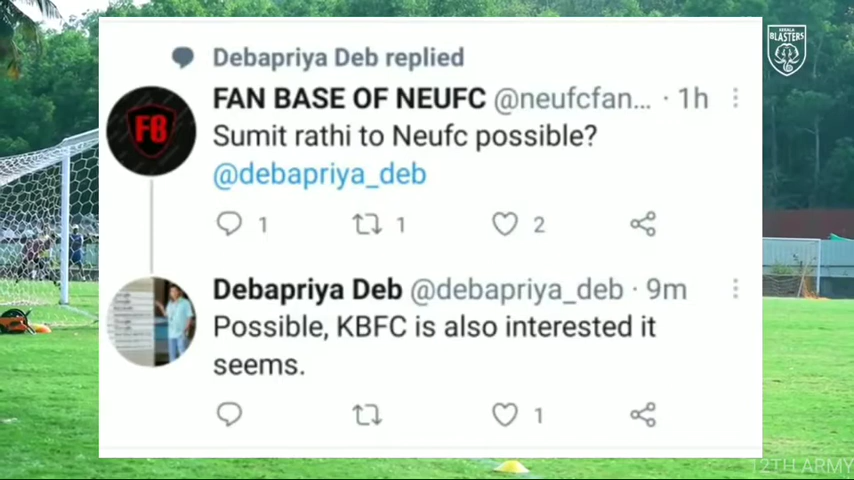 KERALA
BLASTERS
Debapriya Deb replied
FAN BASE OF NEUFC @neufcfan... · 1h
FB
Sumit rathi to Neufc possible?
@debapriya_deb
1 1 2
Debapriya Deb @debapriya_deb · 9m
Possible, KBFC is also interested it
seems.
1
12TH ARMY